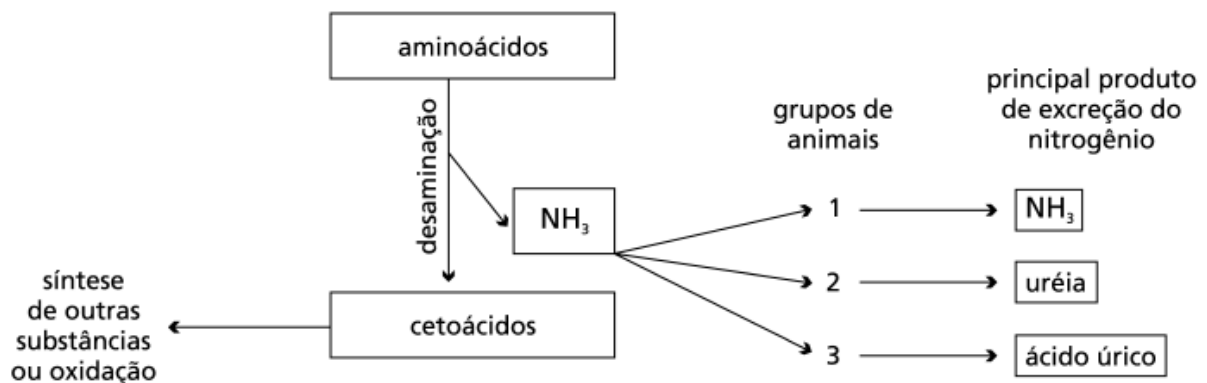 aminoácidos
desaminação
NH₃
cetoácidos
síntese
de outras
substâncias
ou oxidação
grupos de
animais
principal produto
de excreção do
nitrogênio
1
NH₃
2
uréia
3
ácido úrico